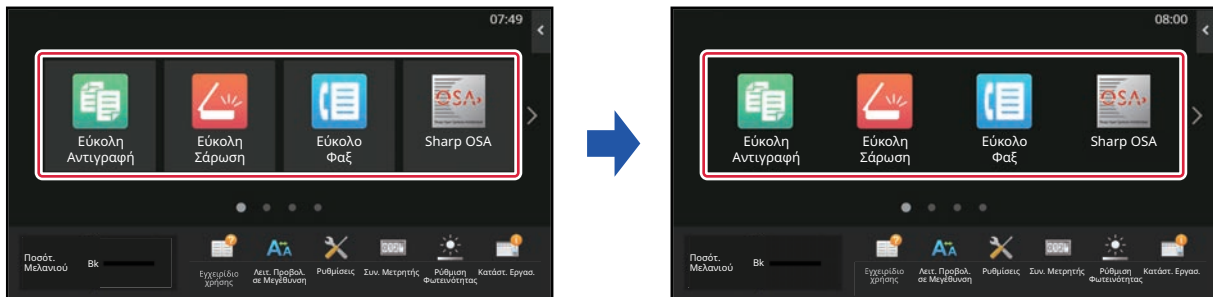 07:49
Εύκολη
Αντιγραφή
Εύκολη
Σάρωση
Εύκολο
Φαξ
OSA
Sharp OSA
Ποσότ.
Μελανιού
Bk
Εγχειρίδιο
χρήσης
Λειτ. Προβολ.
σε Μεγέθυνση
Ρυθμίσεις
Συν. Μετρητής
Ρύθμιση
Φωτεινότητας
Κατάστ. Εργασ.
08:00
Εύκολη
Αντιγραφή
Εύκολη
Σάρωση
Εύκολο
Φαξ
OSA
Sharp OSA
Ποσότ.
Μελανιού
Bk
Εγχειρίδιο
χρήσης
Λειτ. Προβολ.
σε Μεγέθυνση
Ρυθμίσεις
Συν. Μετρητής
Ρύθμιση
Φωτεινότητας
Κατάστ. Εργασ.